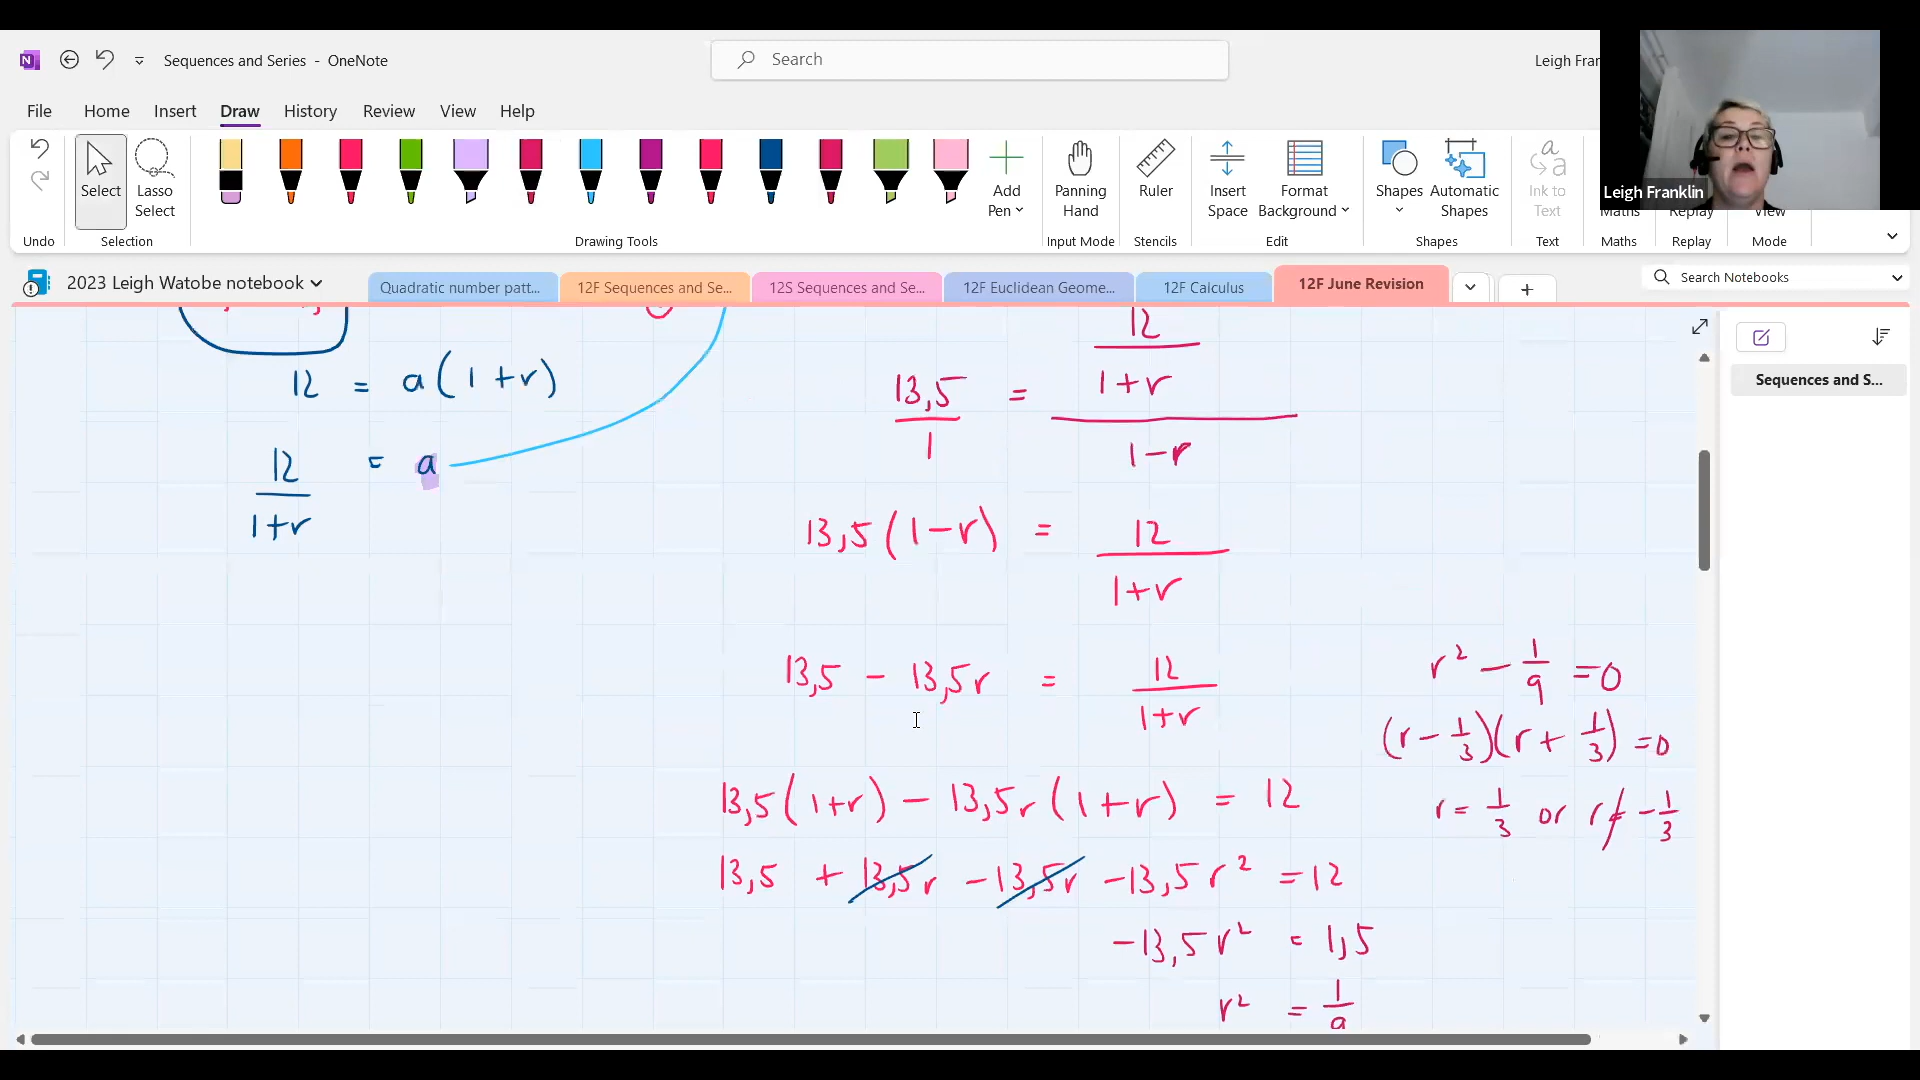 Sequences and Series - OneNote
Search
Leigh Fran
File Home Insert Draw History Review View Help
Undo
Select
Lasso Select
Selection
Drawing Tools
Add Pen
Panning Hand
Input Mode
Ruler
Stencils
Insert Space
Format Background
Edit
Shapes
Automatic Shapes
Shapes
Ink to Text
Text
Maths
Maths
Replay
Replay
View
Mode
Leigh Franklin
2023 Leigh Watobe notebook
Quadratic number patt...
12F Sequences and Se...
12S Sequences and Se...
12F Euclidean Geome...
12F Calculus
12F June Revision
+
Search Notebooks
Sequences and S...
12 = a(1+r)
12/(1+r) = a
13,5/1 = (12/(1+r))/(1-r)
13,5(1-r) = 12/(1+r)
13,5 - 13,5r = 12/(1+r)
13,5(1+r) - 13,5r(1+r) = 12
13,5 + 13,5r - 13,5r - 13,5r² = 12
-13,5r² = 1,5
r² = 1/9
r² - 1/9 = 0
(r - 1/3)(r + 1/3) = 0
r = 1/3 or r ≠ -1/3